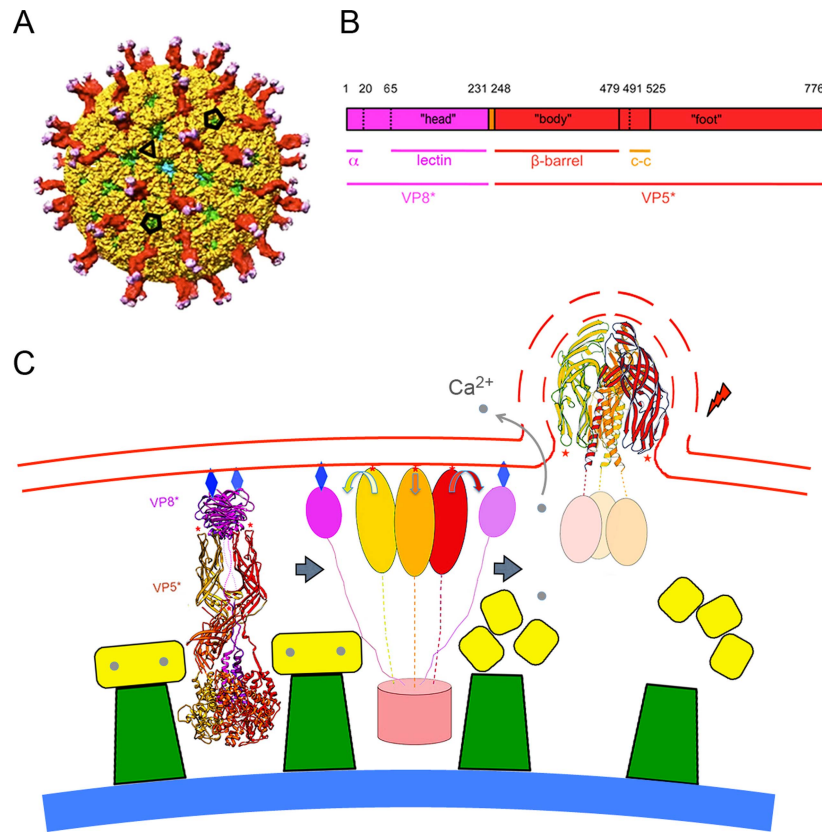 A
B
1 20 65 231 248 479 491 525 776
"head" "body" "foot"
α lectin β-barrel c-c
VP8* VP5*
C
Ca2+
VP8*
VP5*